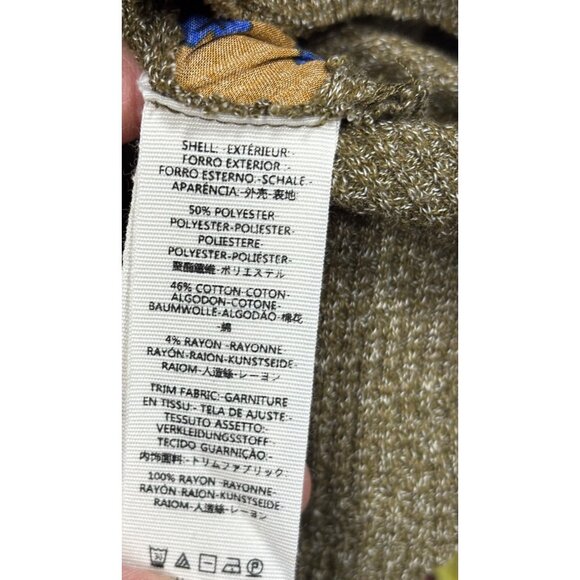 SHELL: -EXTÉRIEUR:-
FORRO EXTERIOR :-
FORRO ESTERNO:-SCHALE-
APARÊNCIA:-外壳 -表地
50% POLYESTER
POLYESTER-POLIÉSTER-
POLIESTERE-
POLYESTER-POLIÉSTER-
聚酯纖維-ポリエステル
46% COTTON-COTON-
ALGODON-COTONE-
BAUMWOLLE-ALGODÃO-棉花
-綿
4% RAYON -RAYONNE-
RAYÓN-RAION-KUNSTSEIDE-
RAIOM-人造絲-レーヨン
TRIM FABRIC:-GARNITURE
EN TISSU:- TELA DE AJUSTE:-
TESSUTO ASSETTO:-
VERKLEIDUNGSSTOFF:-
TECIDO GUARNIÇÃO:-
内饰面料:-トリムファブリック
100% RAYON -RAYONNE-
RAYÓN-RAION-KUNSTSEIDE-
RAIOM-人造絲-レーヨン